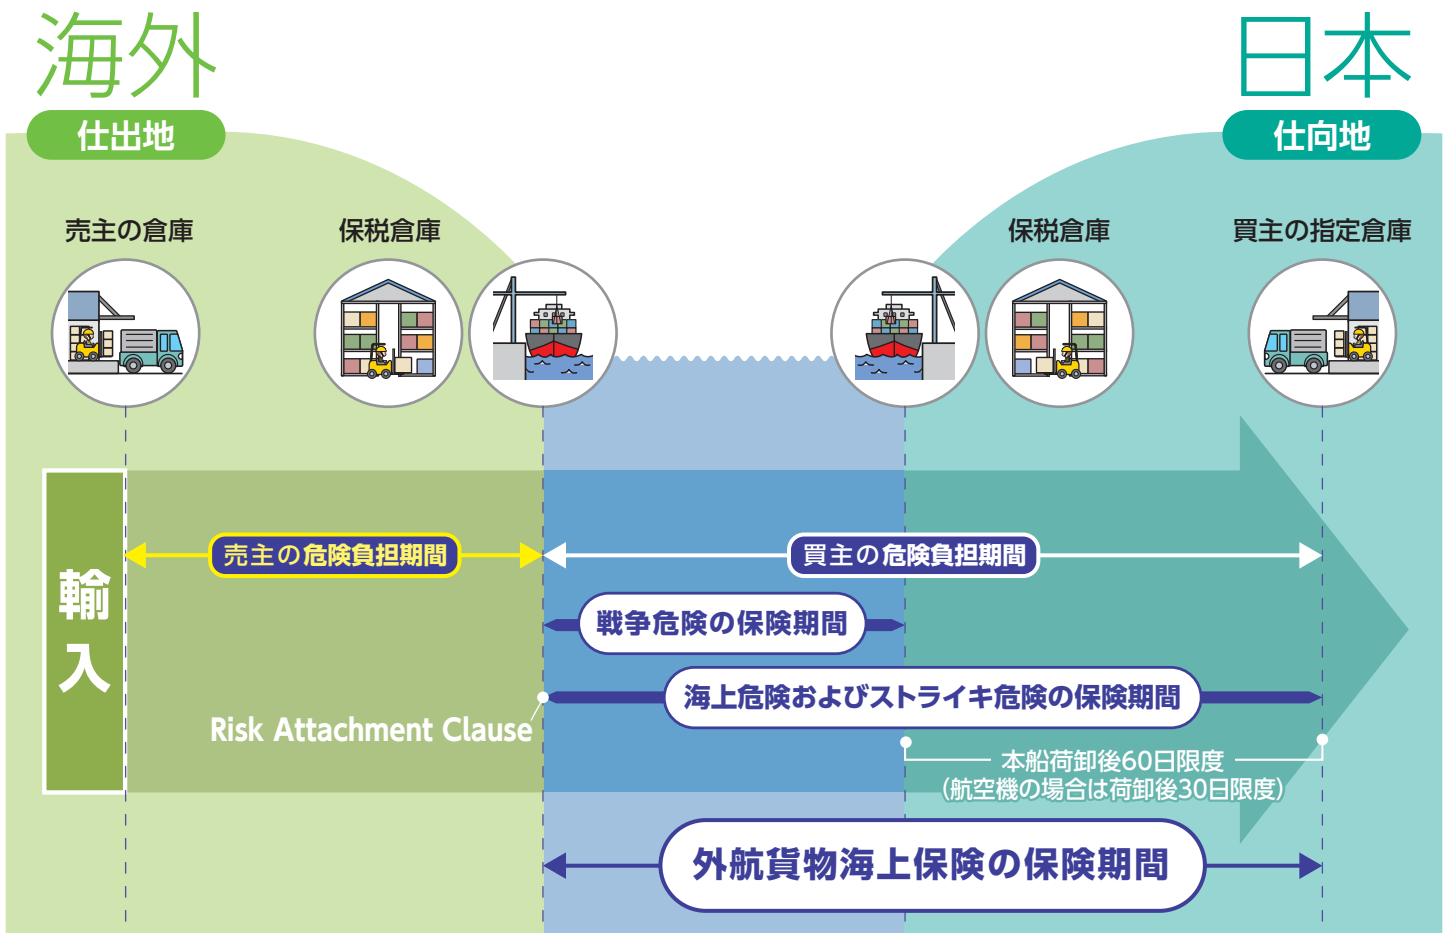 海外
日本
仕出地
仕向地
売主の倉庫
保税倉庫
保税倉庫
買主の指定倉庫
輸入
売主の危険負担期間
買主の危険負担期間
戦争危険の保険期間
海上危険およびストライキ危険の保険期間
Risk Attachment Clause
本船荷卸後60日限度
(航空機の場合は荷卸後30日限度)
外航貨物海上保険の保険期間